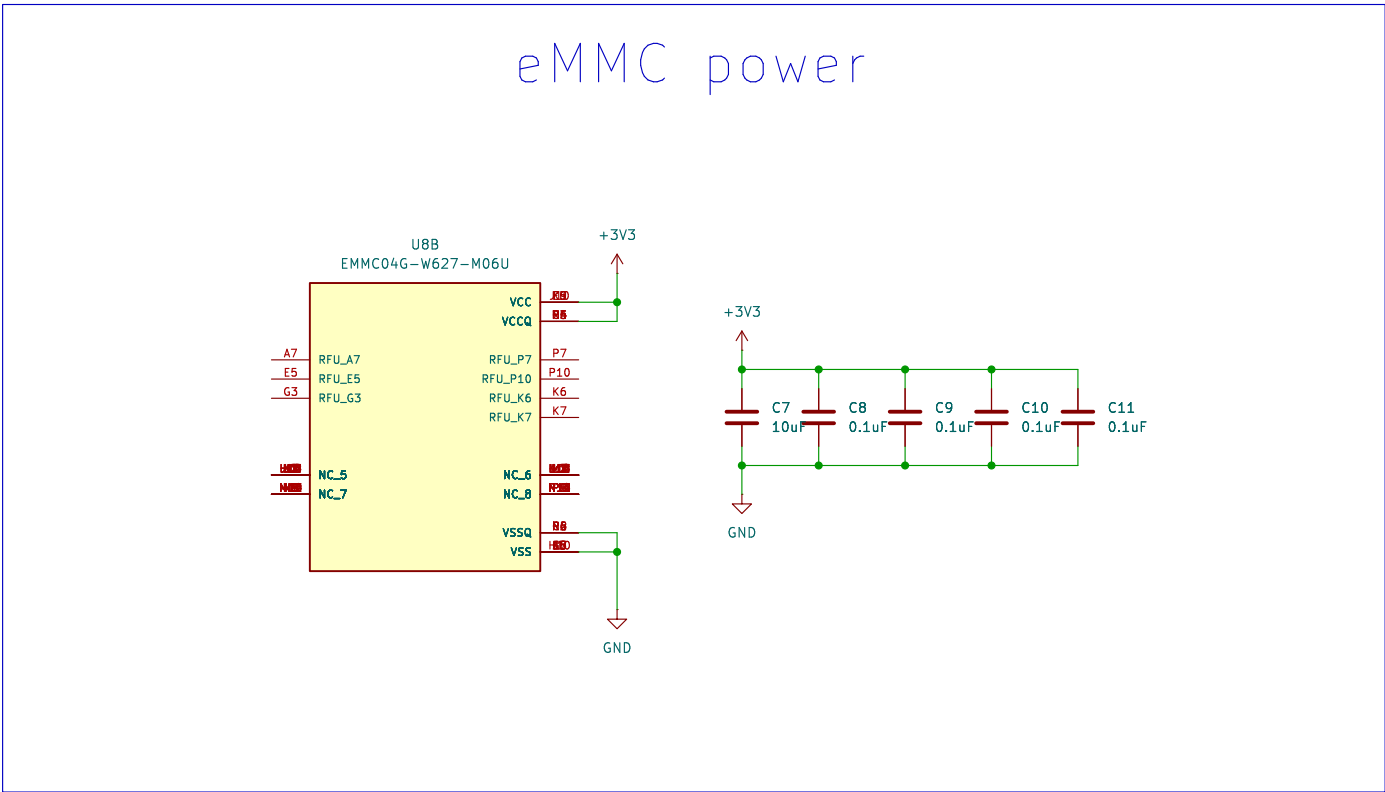 eMMC power
U8B
EMMC04G-W627-M06U
+3V3
VCC
VCCQ
A7 RFU_A7 RFU_P7 P7
E5 RFU_E5 RFU_P10 P10
G3 RFU_G3 RFU_K6 K6
RFU_K7 K7
NC_5 NC_6
NC_7 NC_8
VSSQ
VSS
GND
+3V3
C7 C8 C9 C10 C11
10uF 0.1uF 0.1uF 0.1uF 0.1uF
GND